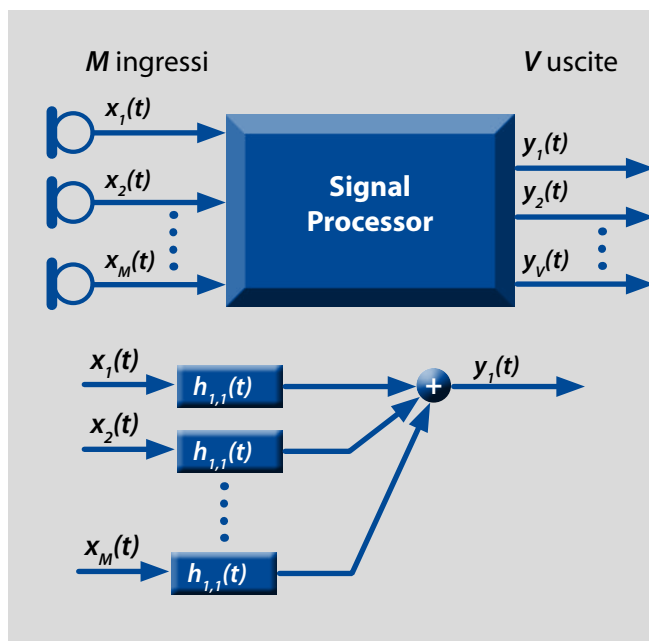 M ingressi
V uscite
x1(t)
x2(t)
xM(t)
Signal
Processor
y1(t)
y2(t)
yV(t)
x1(t)
h1,1(t)
+
y1(t)
x2(t)
h1,1(t)
xM(t)
h1,1(t)